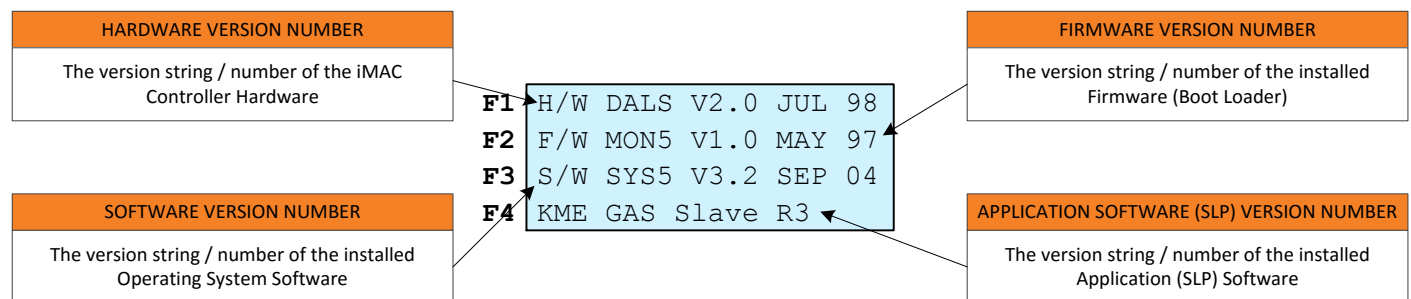 HARDWARE VERSION NUMBER
The version string / number of the iMAC
Controller Hardware
FIRMWARE VERSION NUMBER
The version string / number of the installed
Firmware (Boot Loader)
F1 H/W DALS V2.0 JUL 98
F2 F/W MON5 V1.0 MAY 97
F3 S/W SYS5 V3.2 SEP 04
F4 KME GAS Slave R3
SOFTWARE VERSION NUMBER
The version string / number of the installed
Operating System Software
APPLICATION SOFTWARE (SLP) VERSION NUMBER
The version string / number of the installed
Application (SLP) Software